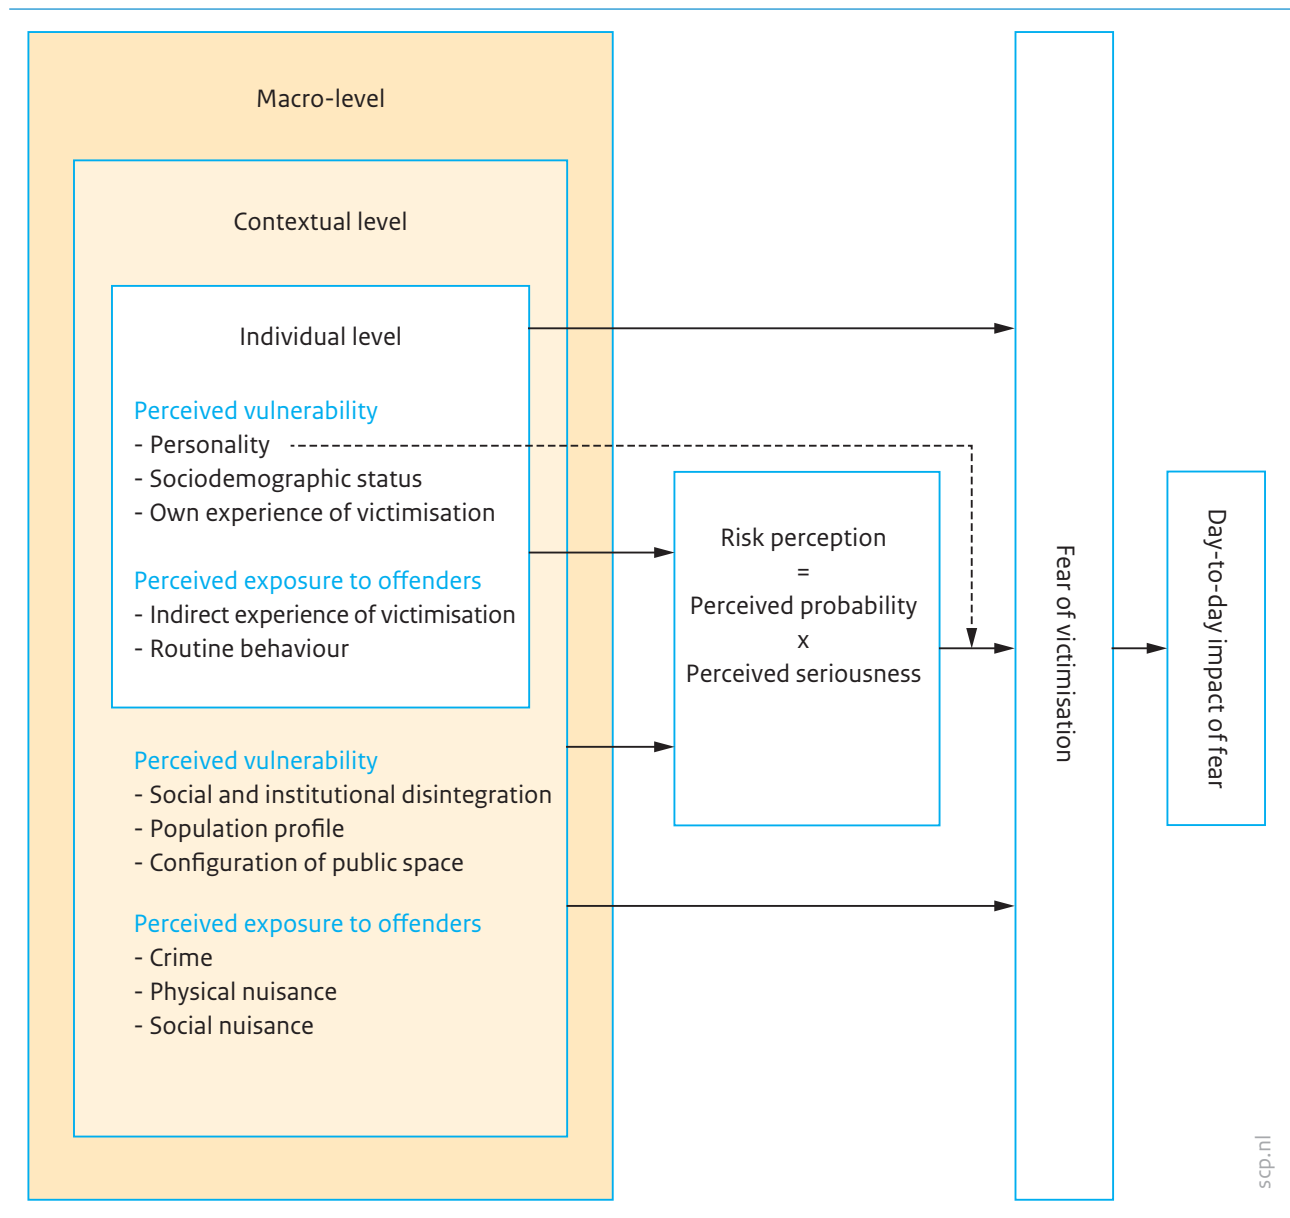 Macro-level
Contextual level
Individual level
Perceived vulnerability
- Personality
- Sociodemographic status
- Own experience of victimisation
Perceived exposure to offenders
- Indirect experience of victimisation
- Routine behaviour
Perceived vulnerability
- Social and institutional disintegration
- Population profile
- Configuration of public space
Perceived exposure to offenders
- Crime
- Physical nuisance
- Social nuisance
Risk perception
=
Perceived probability
x
Perceived seriousness
Fear of victimisation
Day-to-day impact of fear
scp.nl